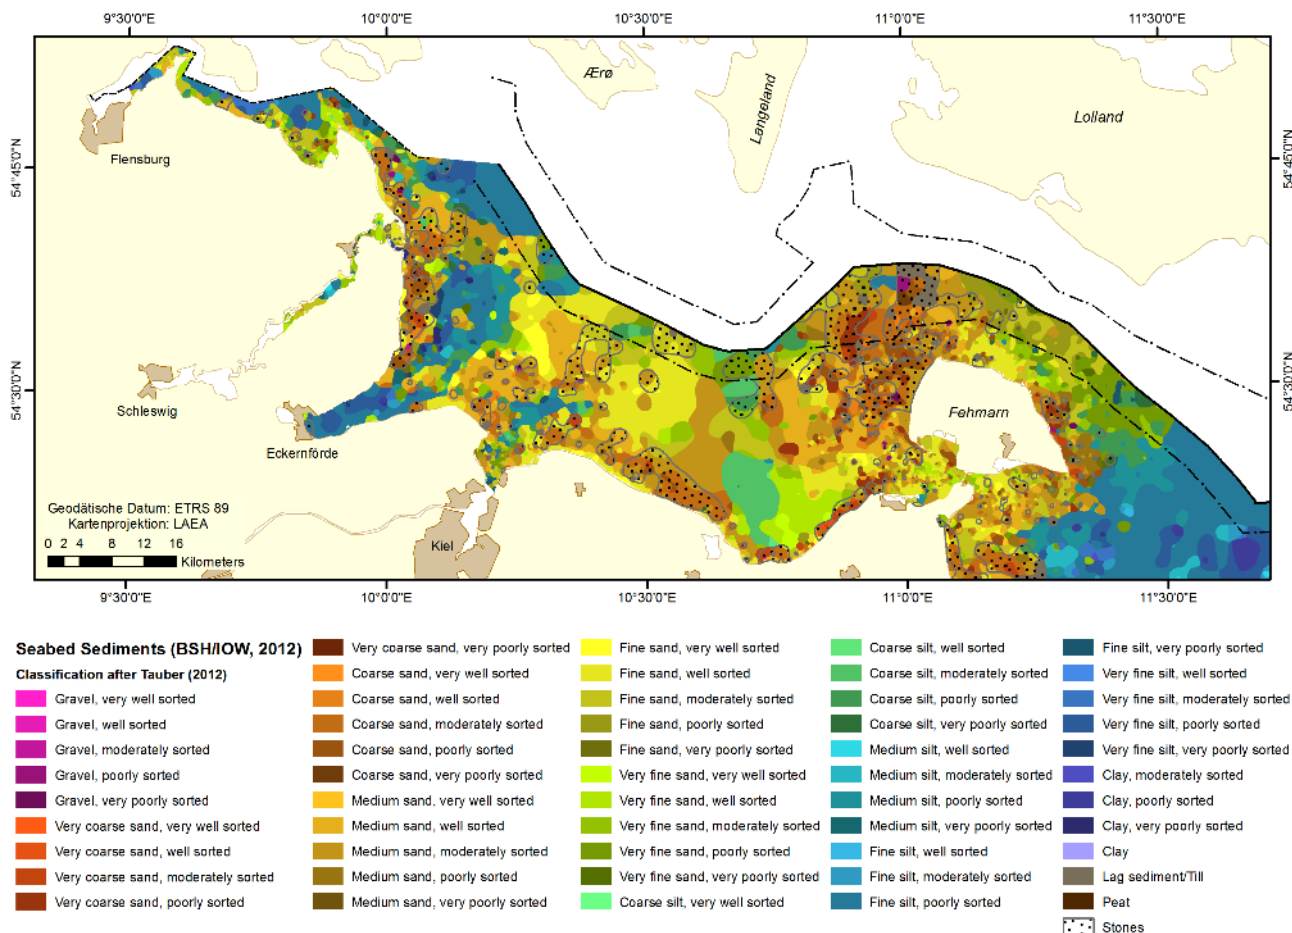 9°30'0"E 10°0'0"E 10°30'0"E 11°0'0"E 11°30'0"E
Ærø
Langeland
Lolland
Flensburg
54°45'0"N
54°45'0"N
54°30'0"N
54°30'0"N
Schleswig
Fehmarn
Eckernförde
Geodätische Datum: ETRS 89
Kartenprojektion: LAEA
0 2 4 8 12 16
Kilometers
Kiel
9°30'0"E 10°0'0"E 10°30'0"E 11°0'0"E 11°30'0"E
Seabed Sediments (BSH/IOW, 2012)
Classification after Tauber (2012)
Gravel, very well sorted
Gravel, well sorted
Gravel, moderately sorted
Gravel, poorly sorted
Gravel, very poorly sorted
Very coarse sand, very well sorted
Very coarse sand, well sorted
Very coarse sand, moderately sorted
Very coarse sand, poorly sorted
Very coarse sand, very poorly sorted
Coarse sand, very well sorted
Coarse sand, well sorted
Coarse sand, moderately sorted
Coarse sand, poorly sorted
Coarse sand, very poorly sorted
Medium sand, very well sorted
Medium sand, well sorted
Medium sand, moderately sorted
Medium sand, poorly sorted
Medium sand, very poorly sorted
Fine sand, very well sorted
Fine sand, well sorted
Fine sand, moderately sorted
Fine sand, poorly sorted
Fine sand, very poorly sorted
Very fine sand, very well sorted
Very fine sand, well sorted
Very fine sand, moderately sorted
Very fine sand, poorly sorted
Very fine sand, very poorly sorted
Coarse silt, very well sorted
Coarse silt, well sorted
Coarse silt, moderately sorted
Coarse silt, poorly sorted
Coarse silt, very poorly sorted
Medium silt, well sorted
Medium silt, moderately sorted
Medium silt, poorly sorted
Medium silt, very poorly sorted
Fine silt, well sorted
Fine silt, moderately sorted
Fine silt, poorly sorted
Fine silt, very poorly sorted
Very fine silt, well sorted
Very fine silt, moderately sorted
Very fine silt, poorly sorted
Very fine silt, very poorly sorted
Clay, moderately sorted
Clay, poorly sorted
Clay, very poorly sorted
Clay
Lag sediment/Till
Peat
Stones